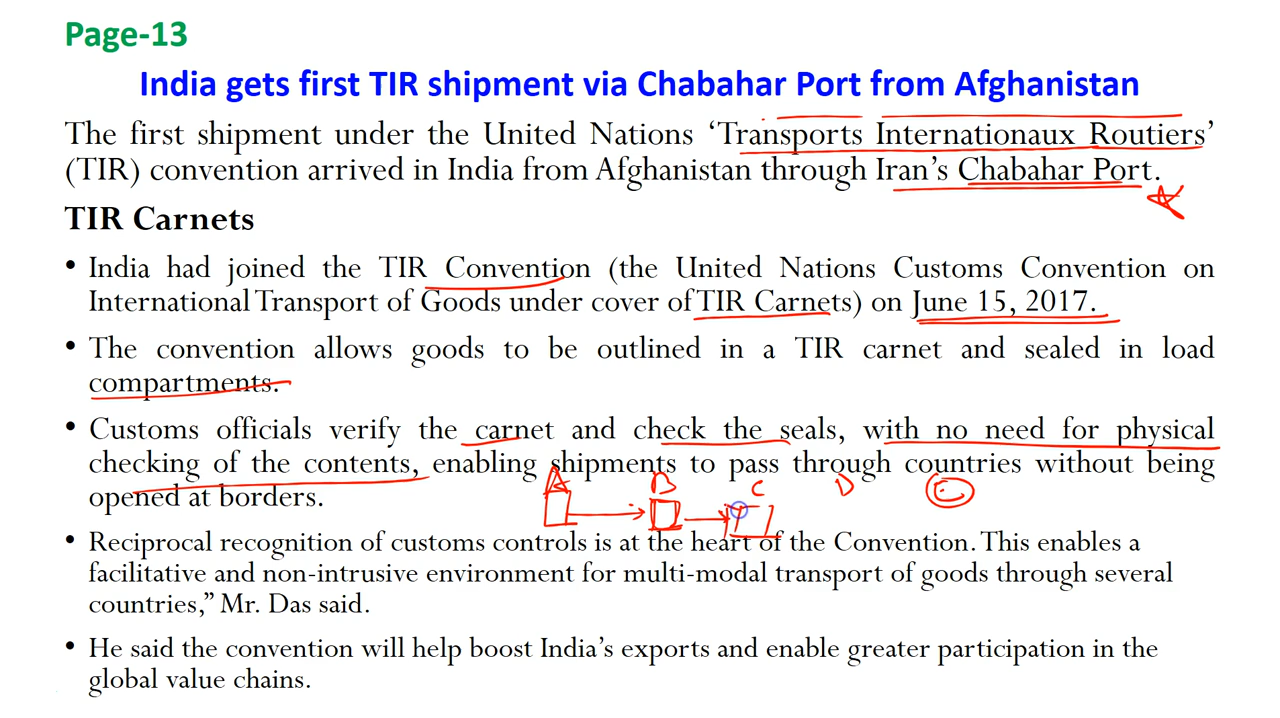 Page-13
India gets first TIR shipment via Chabahar Port from Afghanistan
The first shipment under the United Nations ‘Transports Internationaux Routiers’
(TIR) convention arrived in India from Afghanistan through Iran’s Chabahar Port.
TIR Carnets
• India had joined the TIR Convention (the United Nations Customs Convention on
International Transport of Goods under cover of TIR Carnets) on June 15, 2017.
• The convention allows goods to be outlined in a TIR carnet and sealed in load
compartments.
• Customs officials verify the carnet and check the seals, with no need for physical
checking of the contents, enabling shipments to pass through countries without being
opened at borders.
A B C D E
• Reciprocal recognition of customs controls is at the heart of the Convention. This enables a
facilitative and non-intrusive environment for multi-modal transport of goods through several
countries,” Mr. Das said.
• He said the convention will help boost India’s exports and enable greater participation in the
global value chains.